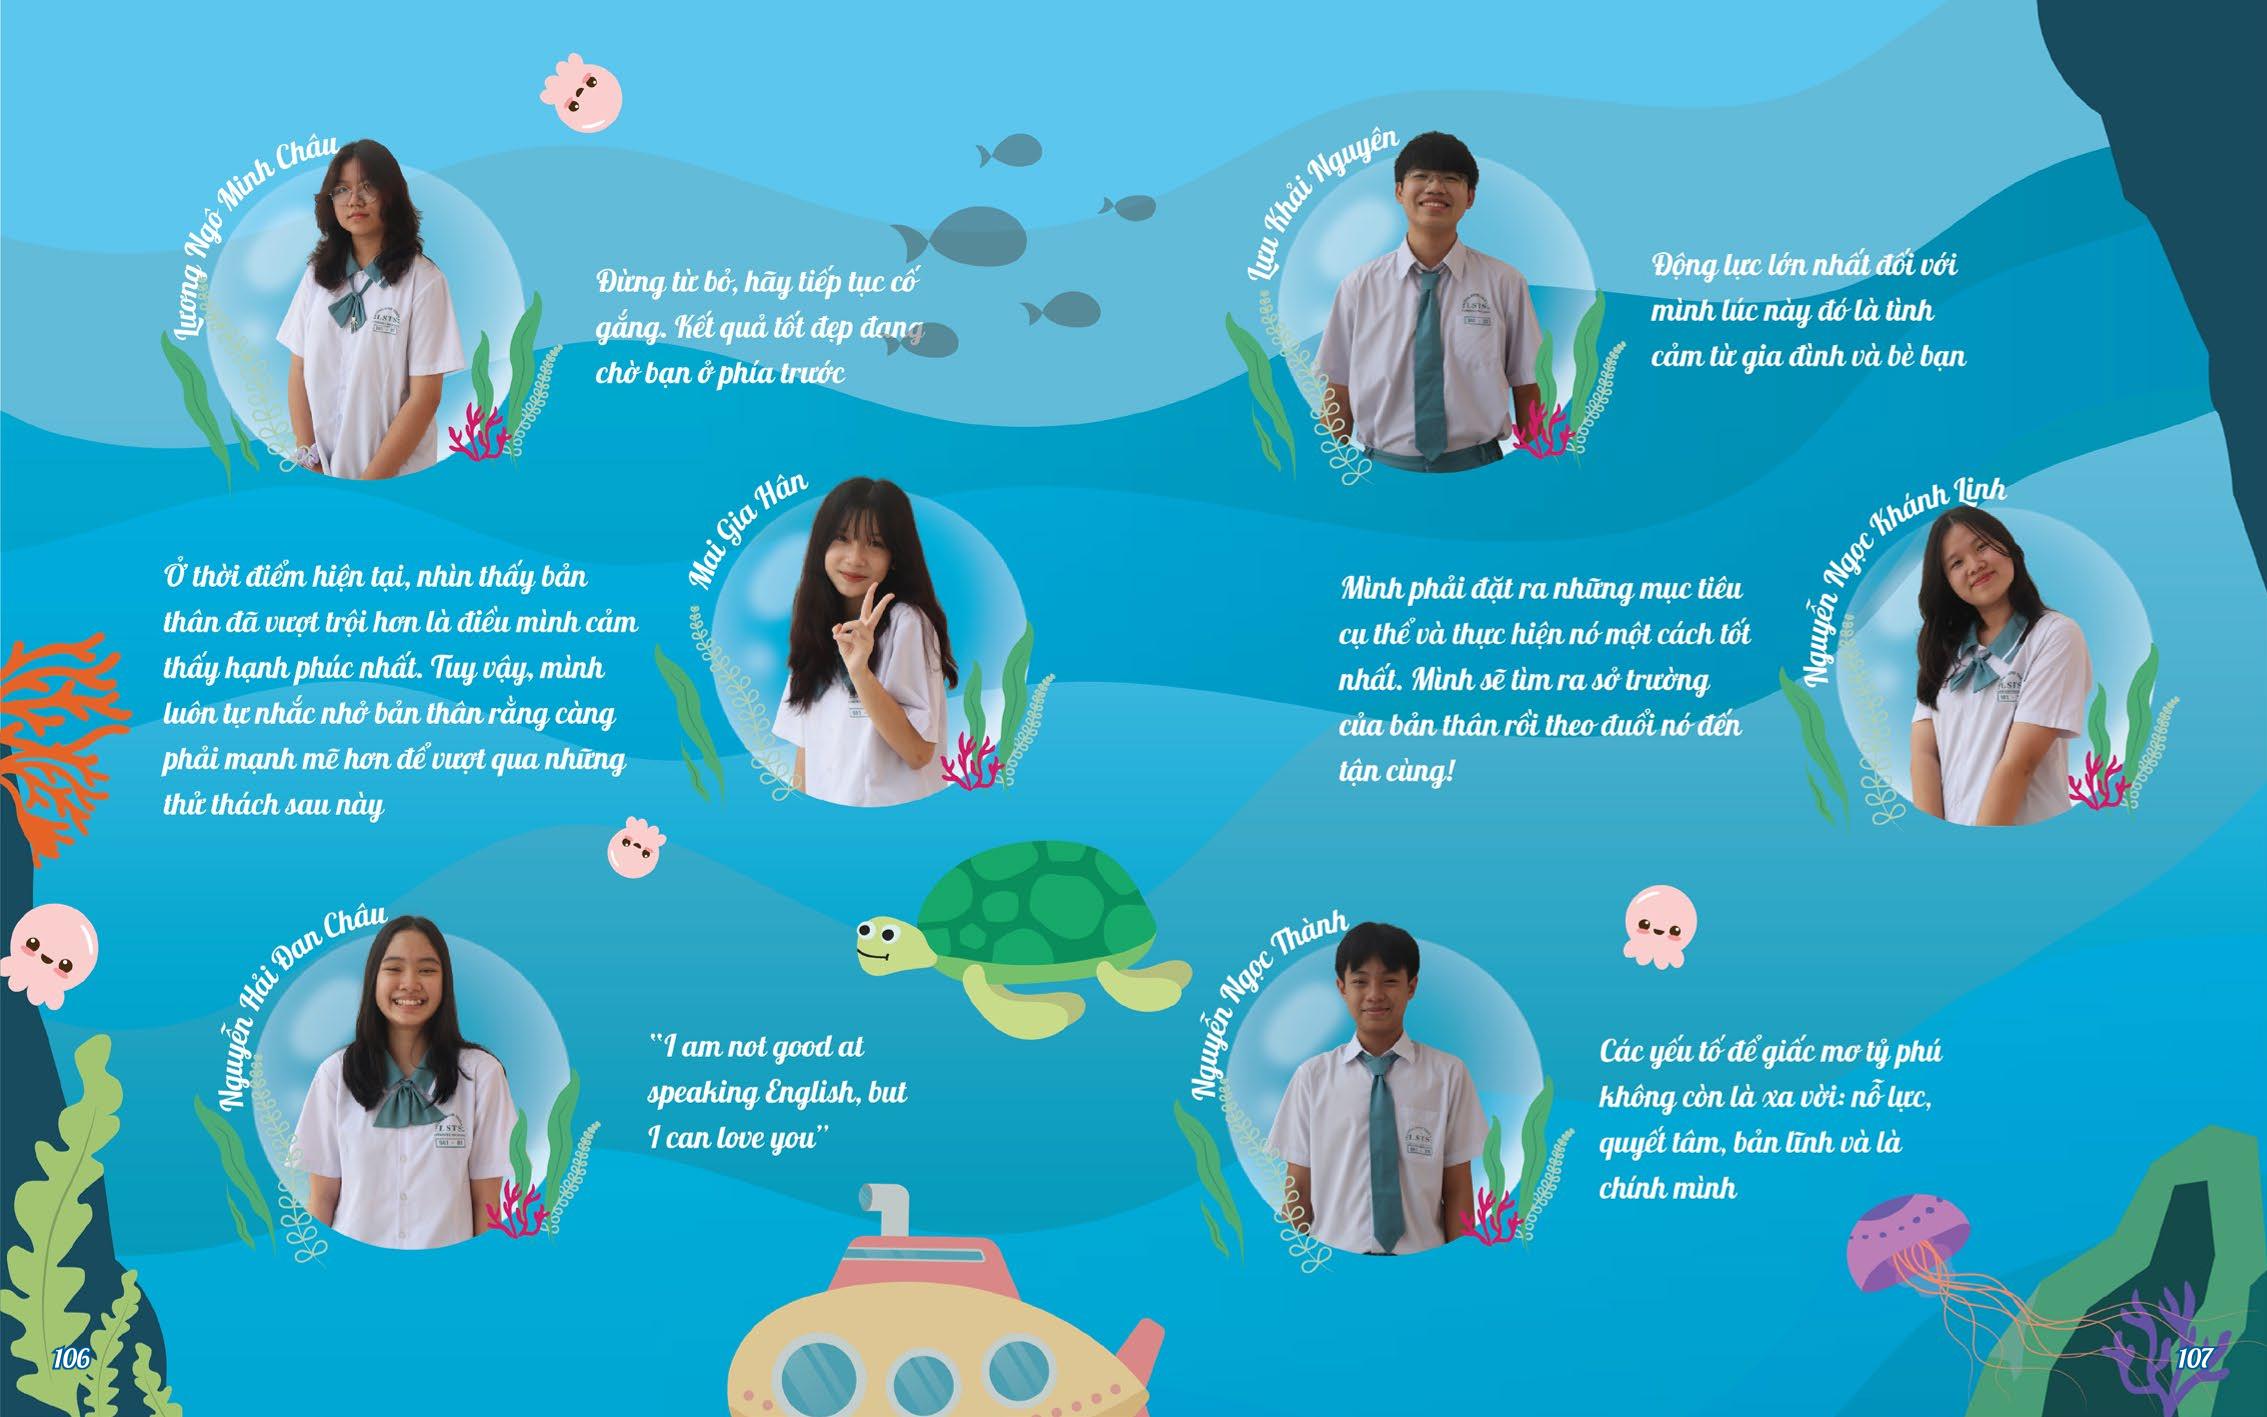 Lương Ngô Minh Châu
Đừng từ bỏ, hãy tiếp tục cố
gắng. Kết quả tốt đẹp đang
chờ bạn ở phía trước
Mai Gia Hân
Ở thời điểm hiện tại, nhìn thấy bản
thân đã vượt trội hơn là điều mình cảm
thấy hạnh phúc nhất. Tuy vậy, mình
luôn tự nhắc nhở bản thân rằng càng
phải mạnh mẽ hơn để vượt qua những
thử thách sau này
Nguyễn Hải Đan Châu
“I am not good at
speaking English, but
I can love you”
106
Lưu Khải Nguyên
Động lực lớn nhất đối với
mình lúc này đó là tình
cảm từ gia đình và bè bạn
Nguyễn Ngọc Khánh Linh
Mình phải đặt ra những mục tiêu
cụ thể và thực hiện nó một cách tốt
nhất. Mình sẽ tìm ra sở trường
của bản thân rồi theo đuổi nó đến
tận cùng!
Nguyễn Ngọc Thành
Các yếu tố để giấc mơ tỷ phú
không còn là xa vời: nỗ lực,
quyết tâm, bản lĩnh và là
chính mình
107